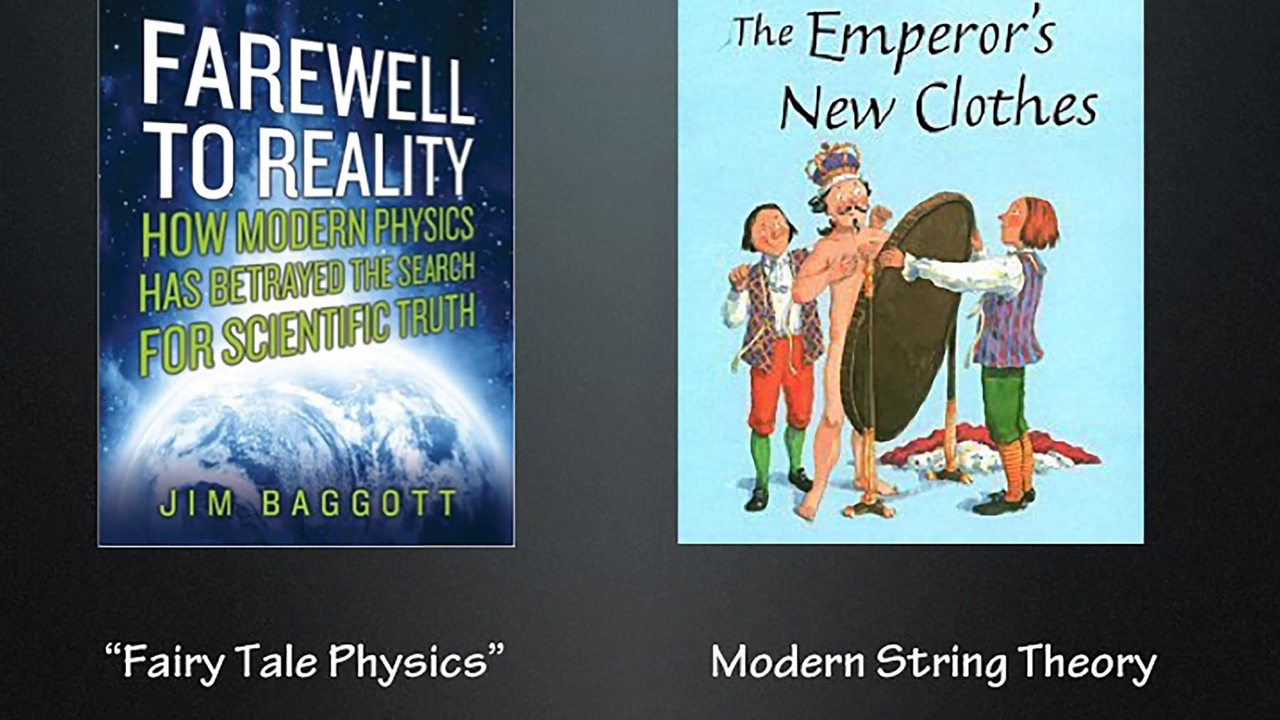 FAREWELL
TO REALITY
HOW MODERN PHYSICS
HAS BETRAYED THE SEARCH
FOR SCIENTIFIC TRUTH
JIM BAGGOTT
“Fairy Tale Physics”
The Emperor's
New Clothes
Modern String Theory